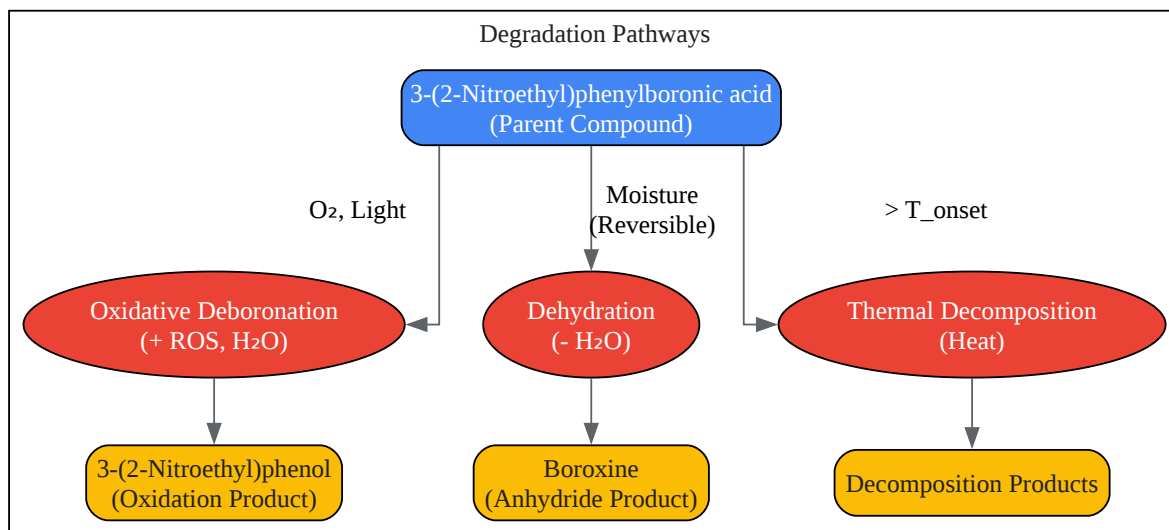 Degradation Pathways
3-(2-Nitroethyl)phenylboronic acid
(Parent Compound)
O₂, Light
Moisture
(Reversible)
> T_onset
Oxidative Deboronation
(+ ROS, H₂O)
Dehydration
(- H₂O)
Thermal Decomposition
(Heat)
3-(2-Nitroethyl)phenol
(Oxidation Product)
Boroxine
(Anhydride Product)
Decomposition Products